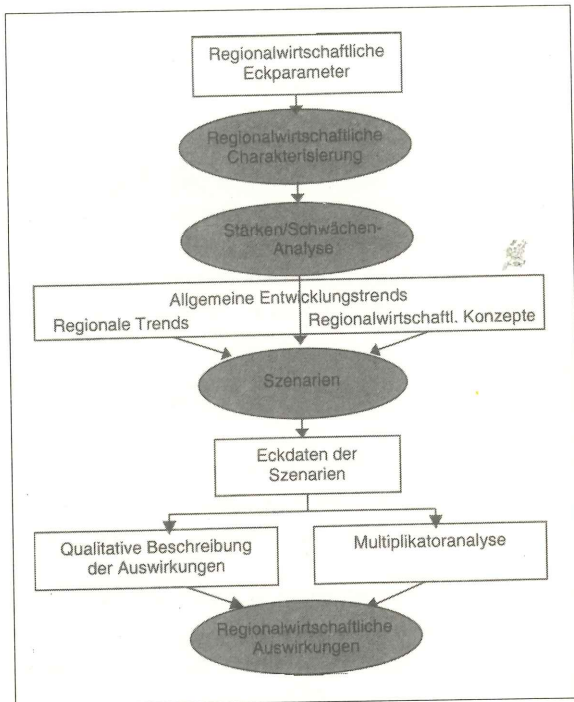 Regionalwirtschaftliche
Eckparameter
Regionalwirtschaftliche
Charakterisierung
Stärken/Schwächen-
Analyse
Allgemeine Entwicklungstrends
Regionale Trends
Regionalwirtschaftl. Konzepte
Szenarien
Eckdaten der
Szenarien
Qualitative Beschreibung
der Auswirkungen
Multiplikatoranalyse
Regionalwirtschaftliche
Auswirkungen